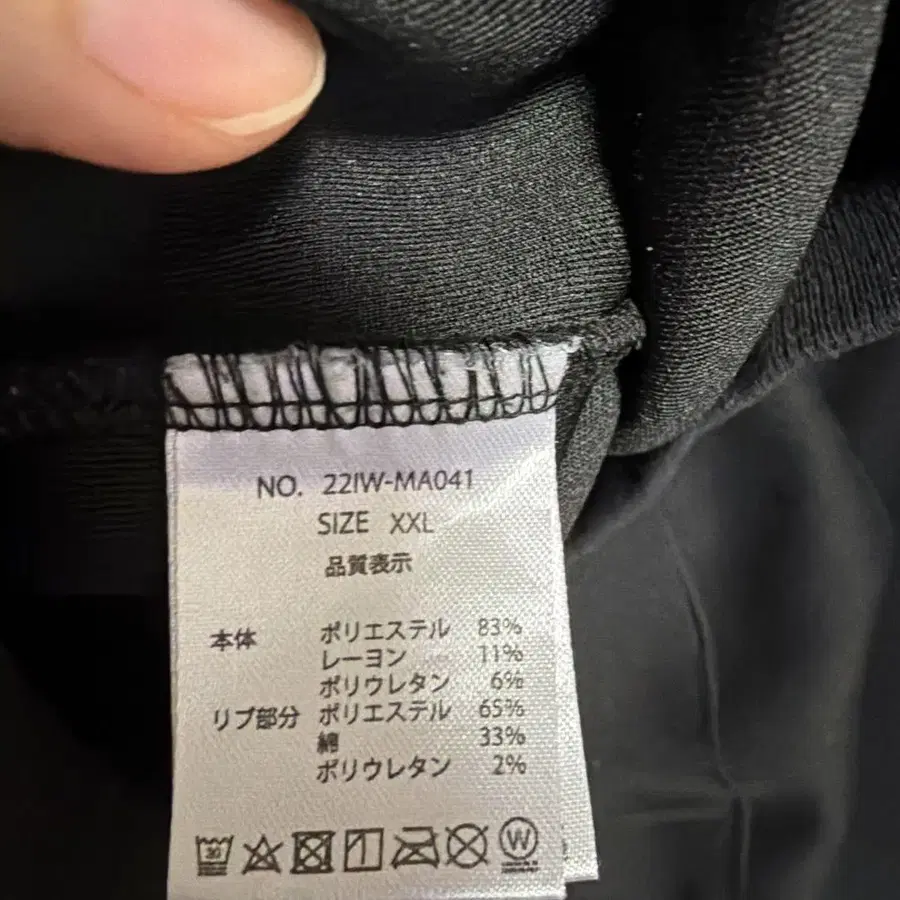 NO. 22IW-MA041
SIZE XXL
品質表示
本体 ポリエステル 83%
レーヨン 11%
ポリウレタン 6%
リブ部分 ポリエステル 65%
綿 33%
ポリウレタン 2%
W